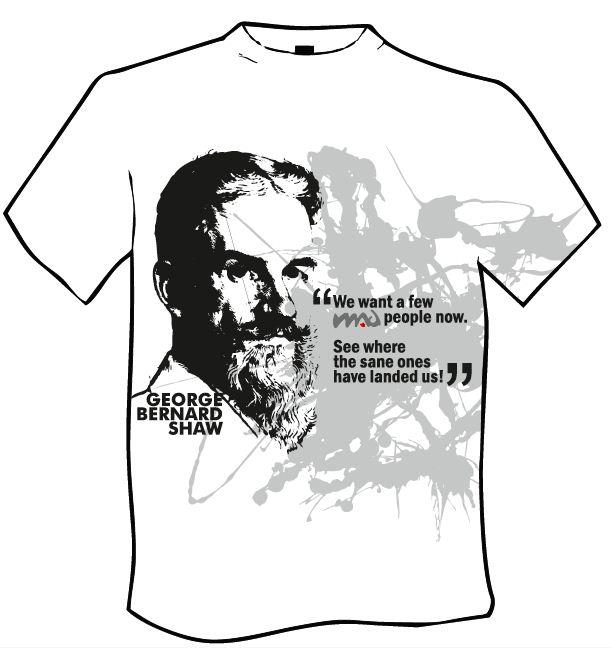 “We want a few
mad people now.
See where
the sane ones
have landed us!”
GEORGE
BERNARD
SHAW